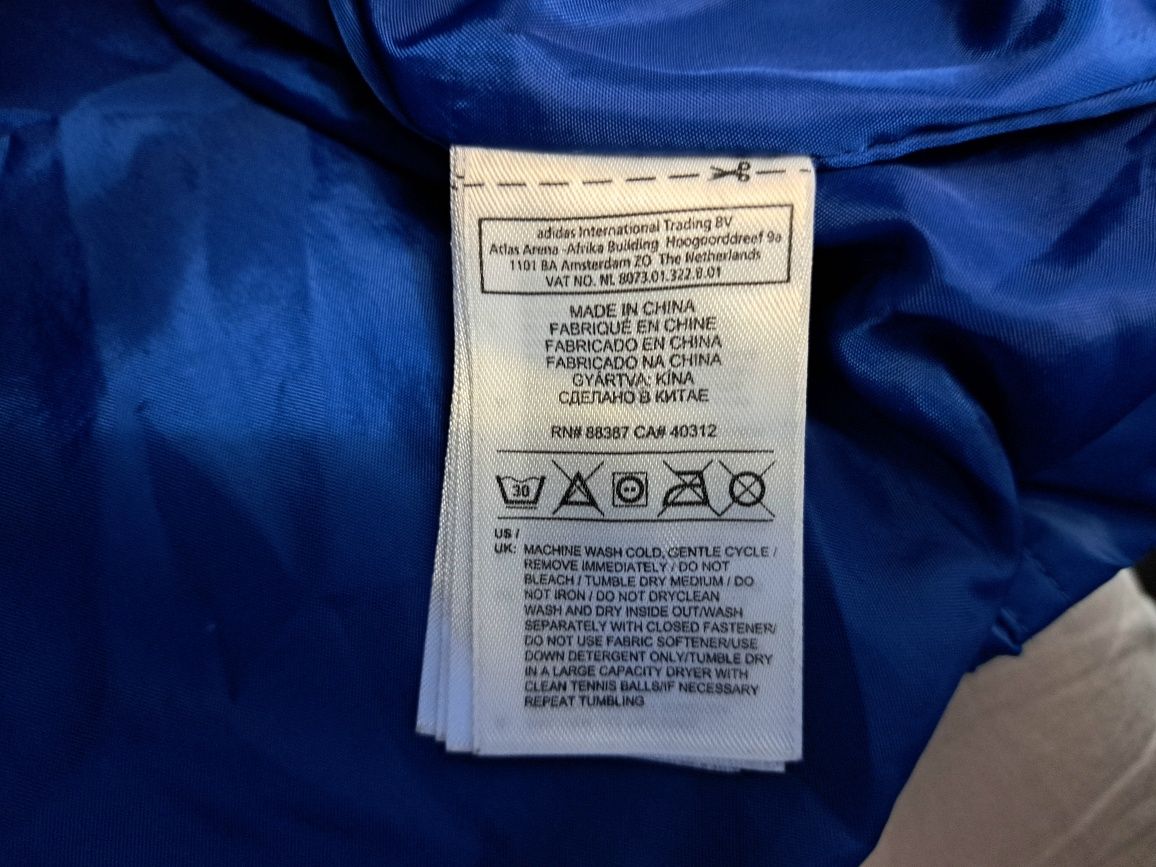 adidas International Trading BV
Atlas Arena -Afrika Building Hoogoorddreef 9a
1101 BA Amsterdam ZO The Netherlands
VAT NO. NL 8073.01.322.B.01
MADE IN CHINA
FABRIQUÉ EN CHINE
FABRICADO EN CHINA
FABRICADO NA CHINA
GYÁRTVA: KÍNA
СДЕЛАНО В КИТАЕ
RN# 88387 CA# 40312
30
US /
UK: MACHINE WASH COLD, GENTLE CYCLE /
REMOVE IMMEDIATELY / DO NOT
BLEACH / TUMBLE DRY MEDIUM / DO
NOT IRON / DO NOT DRYCLEAN
WASH AND DRY INSIDE OUT/WASH
SEPARATELY WITH CLOSED FASTENER/
DO NOT USE FABRIC SOFTENER/USE
DOWN DETERGENT ONLY/TUMBLE DRY
IN A LARGE CAPACITY DRYER WITH
CLEAN TENNIS BALLS/IF NECESSARY
REPEAT TUMBLING